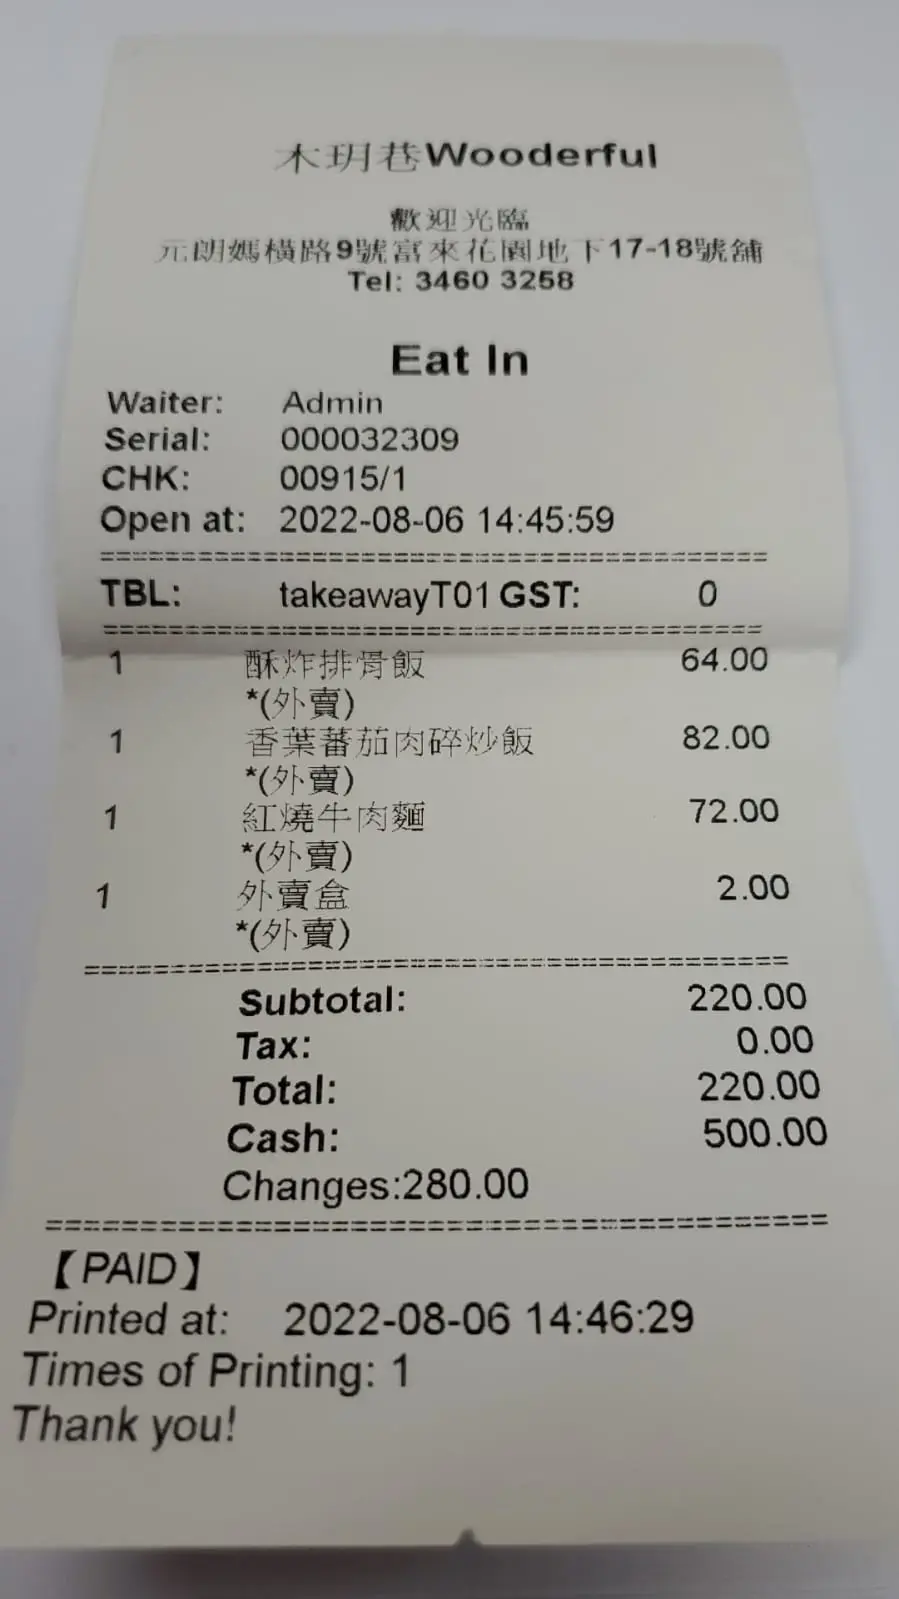 木玥巷Wooderful
歡迎光臨
元朗媽橫路9號富來花園地下17-18號舖
Tel: 3460 3258
Eat In
Waiter: Admin
Serial: 000032309
CHK: 00915/1
Open at: 2022-08-06 14:45:59
========================================
TBL: takeawayT01 GST: 0
========================================
1 酥炸排骨飯 64.00
*(外賣)
1 香葉蕃茄肉碎炒飯 82.00
*(外賣)
1 紅燒牛肉麵 72.00
*(外賣)
1 外賣盒 2.00
*(外賣)
========================================
Subtotal: 220.00
Tax: 0.00
Total: 220.00
Cash: 500.00
Changes:280.00
========================================
【PAID】
Printed at: 2022-08-06 14:46:29
Times of Printing: 1
Thank you!